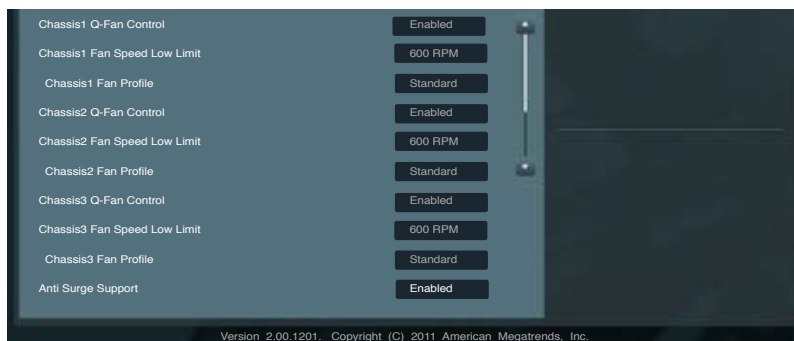 Chassis1 Q-Fan Control Enabled
Chassis1 Fan Speed Low Limit 600 RPM
Chassis1 Fan Profile Standard
Chassis2 Q-Fan Control Enabled
Chassis2 Fan Speed Low Limit 600 RPM
Chassis2 Fan Profile Standard
Chassis3 Q-Fan Control Enabled
Chassis3 Fan Speed Low Limit 600 RPM
Chassis3 Fan Profile Standard
Anti Surge Support Enabled
Version 2.00.1201. Copyright (C) 2011 American Megatrends, Inc.